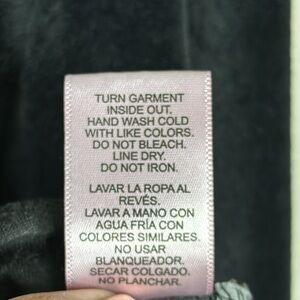 TURN GARMENT
INSIDE OUT.
HAND WASH COLD
WITH LIKE COLORS.
DO NOT BLEACH.
LINE DRY.
DO NOT IRON.
LAVAR LA ROPA AL
REVÉS.
LAVAR A MANO CON
AGUA FRÍA CON
COLORES SIMILARES.
NO USAR
BLANQUEADOR.
SECAR COLGADO.
NO PLANCHAR.